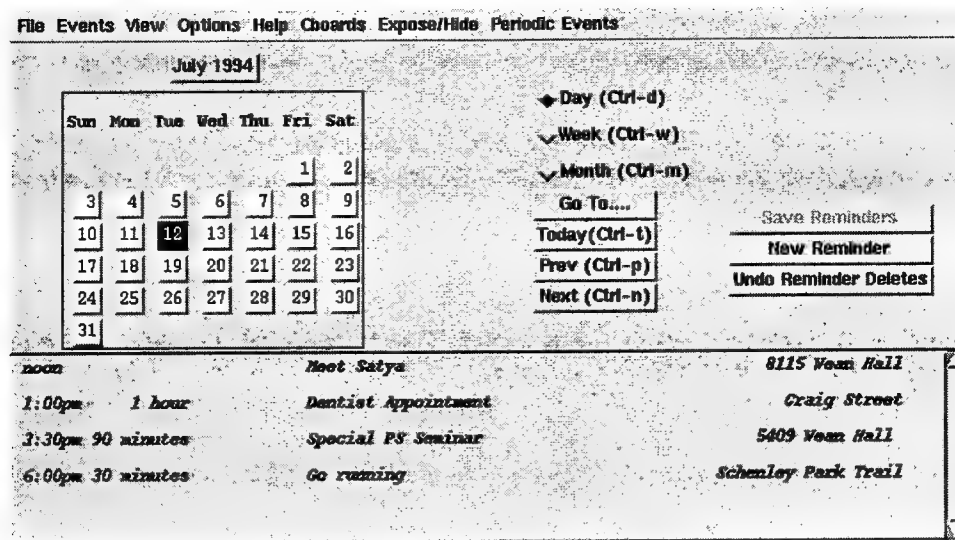 File Events View Options Help Cboards Expose/Hide Periodic Events
July 1994
Sun Mon Tue Wed Thu Fri Sat
1 2
3 4 5 6 7 8 9
10 11 12 13 14 15 16
17 18 19 20 21 22 23
24 25 26 27 28 29 30
31
Day (Ctrl-d)
Week (Ctrl-w)
Month (Ctrl-m)
Go To....
Today(Ctrl-t)
Prev (Ctrl-p)
Next (Ctrl-n)
Save Reminders
New Reminder
Undo Reminder Deletes
noon Meet Satya 8115 Wean Hall
1:00pm 1 hour Dentist Appointment Craig Street
3:30pm 90 minutes Special PS Seminar 5409 Wean Hall
6:00pm 30 minutes Go running Schenley Park Trail